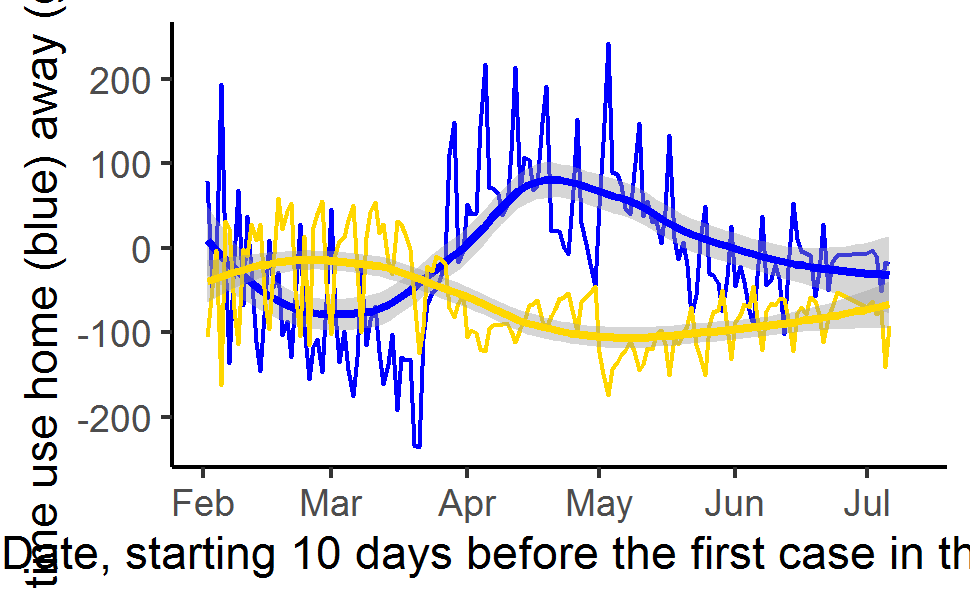 time use home (blue) away (g
200
100
0
-100
-200
Feb Mar Apr May Jun Jul
Date, starting 10 days before the first case in th